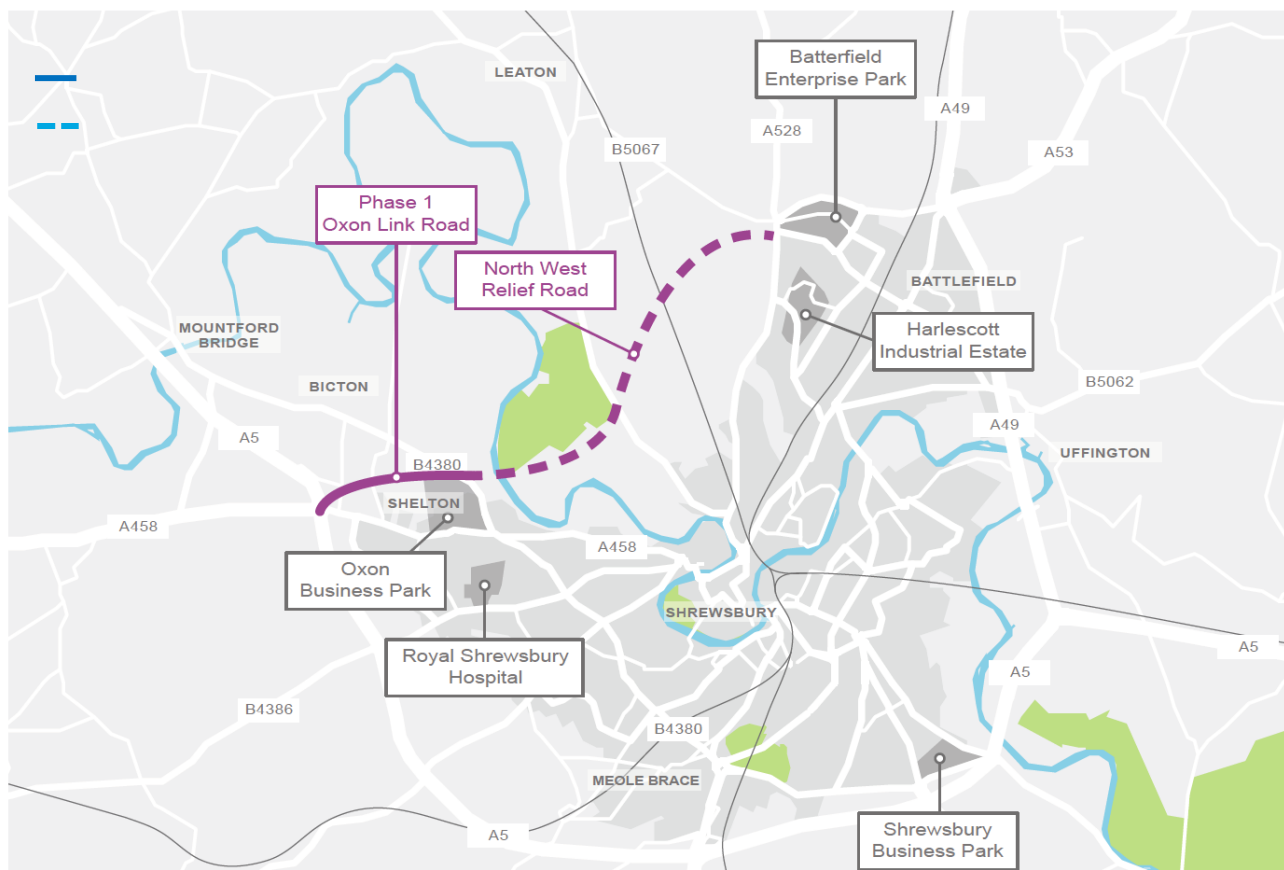 LEATON
Batterfield
Enterprise Park
A49
A528
B5067
A53
Phase 1
Oxon Link Road
North West
Relief Road
BATTLEFIELD
MOUNTFORD
BRIDGE
Harlescott
Industrial Estate
BICTON
B5062
A5
A49
UFFINGTON
B4380
SHELTON
A458
A458
Oxon
Business Park
SHREWSBURY
Royal Shrewsbury
Hospital
A5
A5
B4386
B4380
MEOLE BRACE
A5
Shrewsbury
Business Park